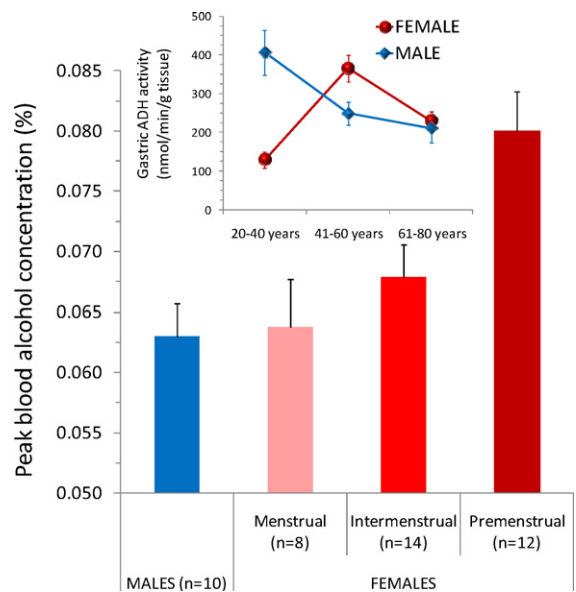 500
400
300
200
100
0
Gastric ADH activity
(nmol/min/g tissue)
FEMALE
MALE
20-40 years 41-60 years 61-80 years
0.085
0.080
0.075
0.070
0.065
0.060
0.055
0.050
Peak blood alcohol concentration (%)
Menstrual Intermenstrual Premenstrual
(n=8) (n=14) (n=12)
MALES (n=10) FEMALES